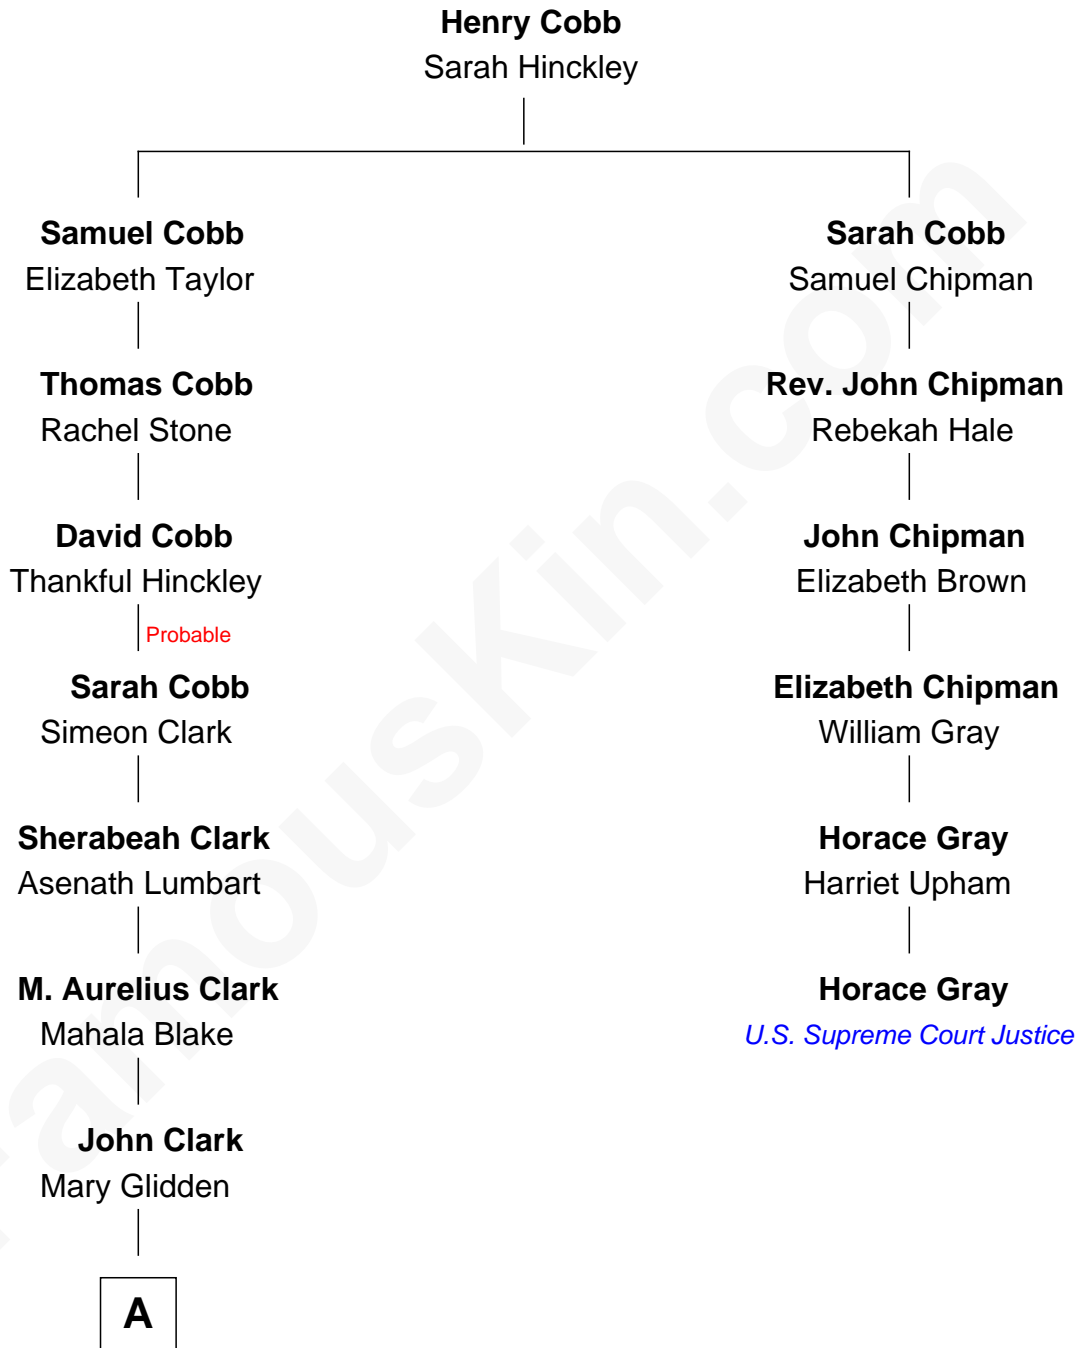 Henry Cobb
Sarah Hinckley
Samuel Cobb
Elizabeth Taylor
Sarah Cobb
Samuel Chipman
Thomas Cobb
Rachel Stone
Rev. John Chipman
Rebekah Hale
David Cobb
Thankful Hinckley
John Chipman
Elizabeth Brown
Probable
Sarah Cobb
Simeon Clark
Elizabeth Chipman
William Gray
Sherabeah Clark
Asenath Lumbart
Horace Gray
Harriet Upham
M. Aurelius Clark
Mahala Blake
Horace Gray
U.S. Supreme Court Justice
John Clark
Mary Glidden
A
FamousKin.com